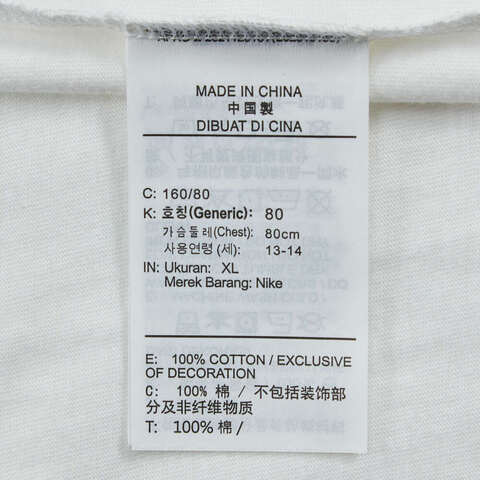 MADE IN CHINA
中國製
DIBUAT DI CINA
C: 160/80
K: 호칭(Generic): 80
가슴둘레(Chest): 80cm
사용연령 (세): 13-14
IN: Ukuran: XL
Merek Barang: Nike
E: 100% COTTON / EXCLUSIVE
OF DECORATION
C: 100% 棉 / 不包括装饰部
分及非纤维物质
T: 100% 棉 /